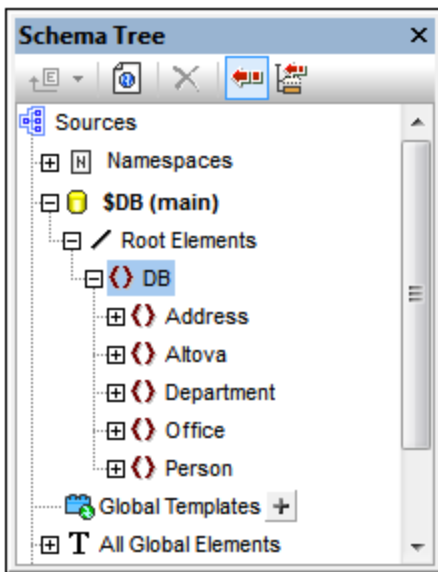 Schema Tree
E
Sources
N Namespaces
$DB (main)
Root Elements
DB
Address
Altova
Department
Office
Person
Global Templates
T All Global Elements